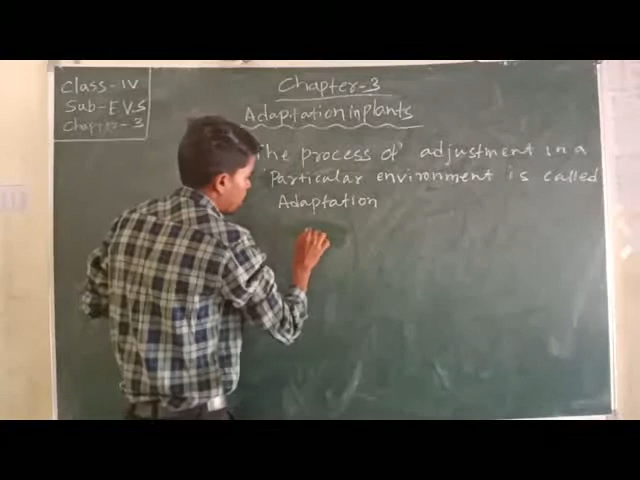 Class-IV
Sub-E.V.S
Chapter-3
Chapter-3
Adaptation in plants
The process of adjustment in a
Particular environment is called
Adaptation